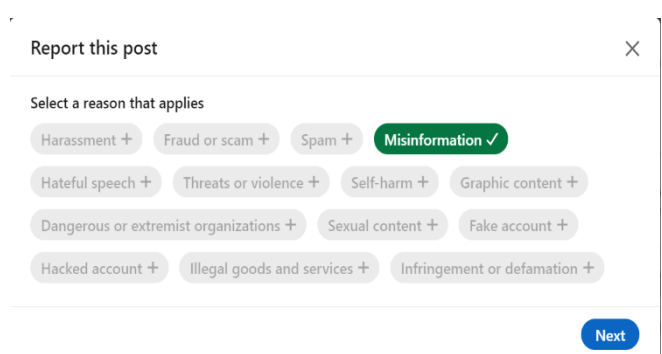 Report this post
Select a reason that applies
Harassment + Fraud or scam + Spam + Misinformation ✓
Hateful speech + Threats or violence + Self-harm + Graphic content +
Dangerous or extremist organizations + Sexual content + Fake account +
Hacked account + Illegal goods and services + Infringement or defamation +
Next